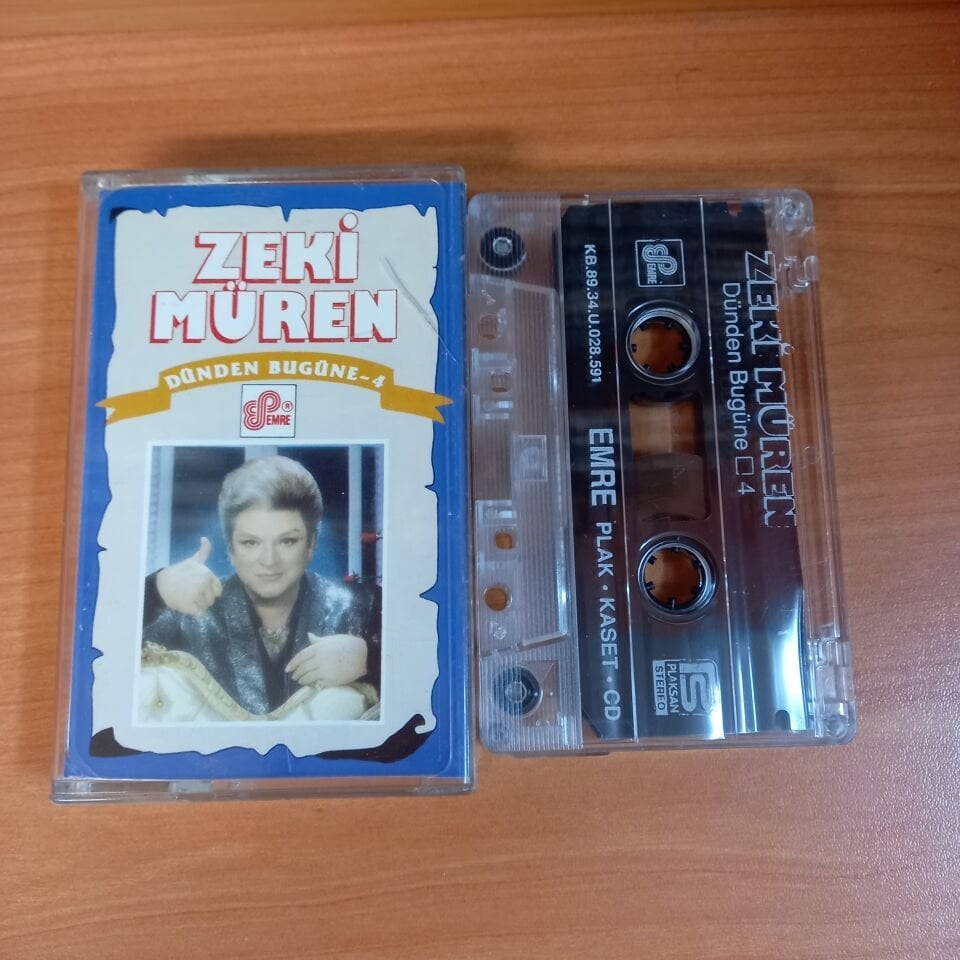 ZEKİ
MÜREN
DÜNDEN BUGÜNE-4
EMRE
®
ZEKİ MÜREN
Dünden Bugüne □ 4
EMRE
KB.89.34.U.028.591
EMRE PLAK • KASET • CD
PLAKSAN
STEREO